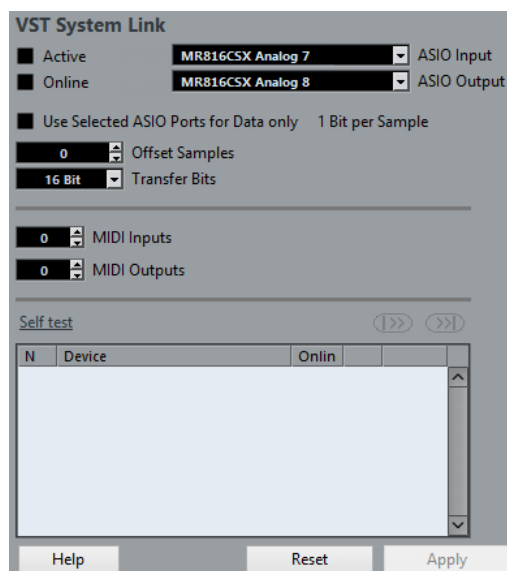 VST System Link
Active MR816CSX Analog 7 ASIO Input
Online MR816CSX Analog 8 ASIO Output
Use Selected ASIO Ports for Data only 1 Bit per Sample
0 Offset Samples
16 Bit Transfer Bits
0 MIDI Inputs
0 MIDI Outputs
Self test
N Device Onlin
Help Reset Apply